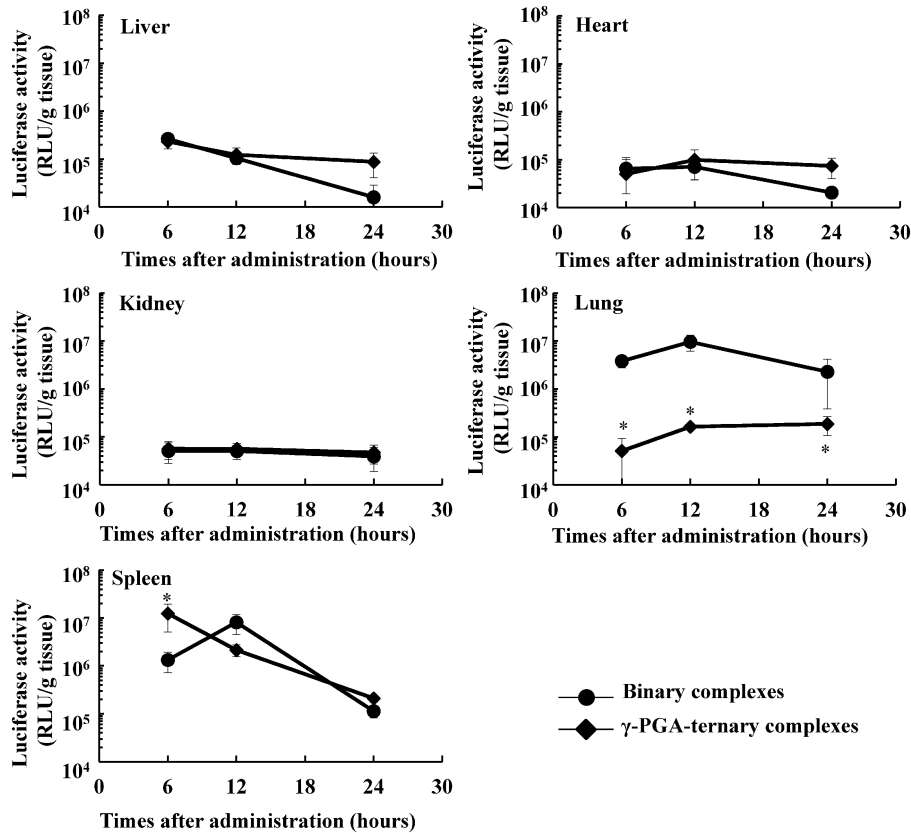 Liver
Luciferase activity
(RLU/g tissue)
10⁸
10⁷
10⁶
10⁵
10⁴
0 6 12 18 24 30
Times after administration (hours)
Heart
Luciferase activity
(RLU/g tissue)
10⁸
10⁷
10⁶
10⁵
10⁴
0 6 12 18 24 30
Times after administration (hours)
Kidney
Luciferase activity
(RLU/g tissue)
10⁸
10⁷
10⁶
10⁵
10⁴
0 6 12 18 24 30
Times after administration (hours)
Lung
Luciferase activity
(RLU/g tissue)
10⁸
10⁷
10⁶
10⁵
10⁴
* * *
0 6 12 18 24 30
Times after administration (hours)
Spleen
Luciferase activity
(RLU/g tissue)
10⁸
10⁷
10⁶
10⁵
10⁴
*
0 6 12 18 24 30
Times after administration (hours)
Binary complexes
γ-PGA-ternary complexes